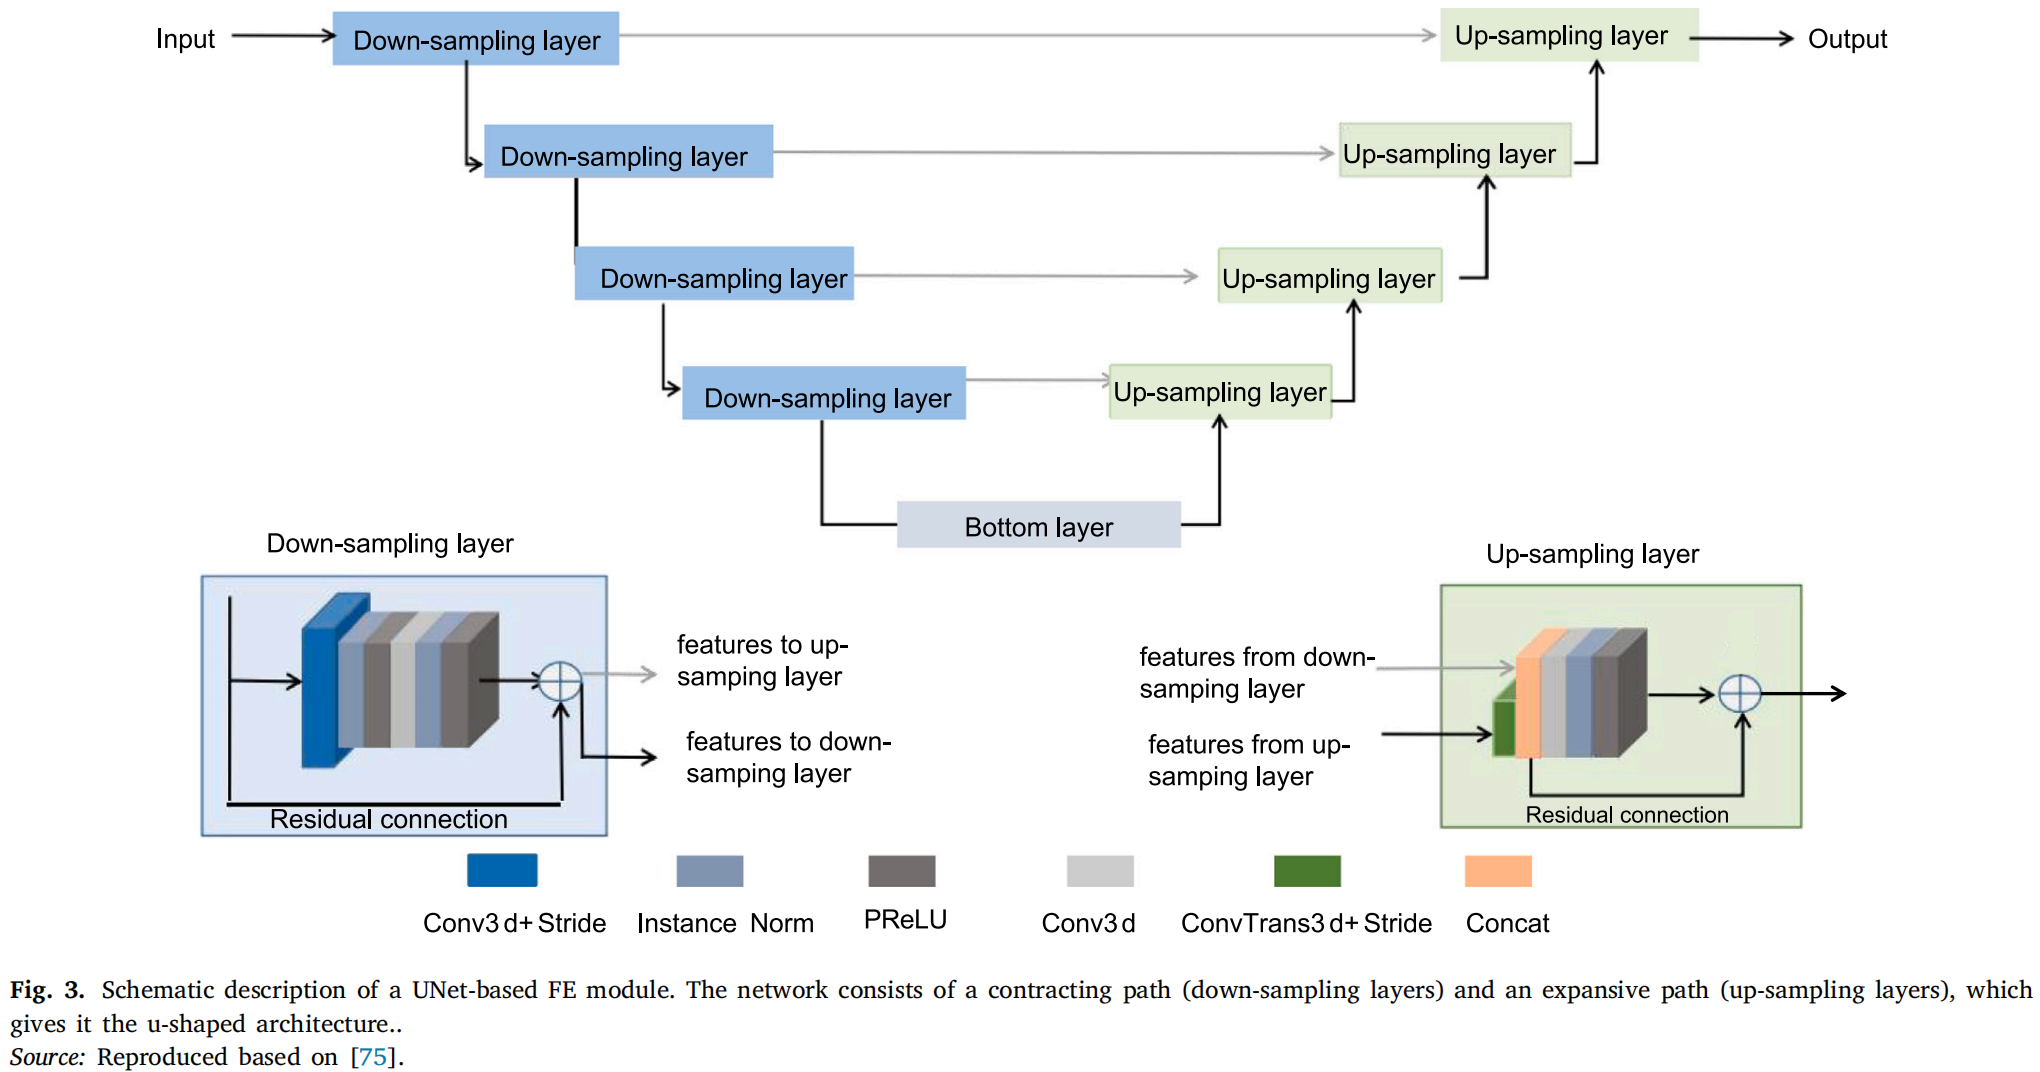 Input
Down-sampling layer
Up-sampling layer
Output
Down-sampling layer
Up-sampling layer
Down-sampling layer
Up-sampling layer
Down-sampling layer
Up-sampling layer
Bottom layer
Down-sampling layer
features to up-
samping layer
features to down-
samping layer
Residual connection
Up-sampling layer
features from down-
samping layer
features from up-
samping layer
Residual connection
Conv3 d+ Stride
Instance Norm
PReLU
Conv3 d
ConvTrans3 d+ Stride
Concat
Fig. 3. Schematic description of a UNet-based FE module. The network consists of a contracting path (down-sampling layers) and an expansive path (up-sampling layers), which
gives it the u-shaped architecture..
Source: Reproduced based on [75].